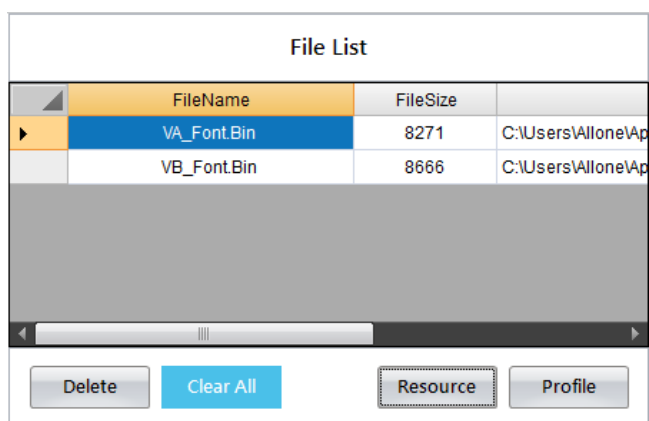 File List
FileName FileSize
VA_Font.Bin 8271 C:\Users\Allone\Ap
VB_Font.Bin 8666 C:\Users\Allone\Ap
Delete Clear All Resource Profile